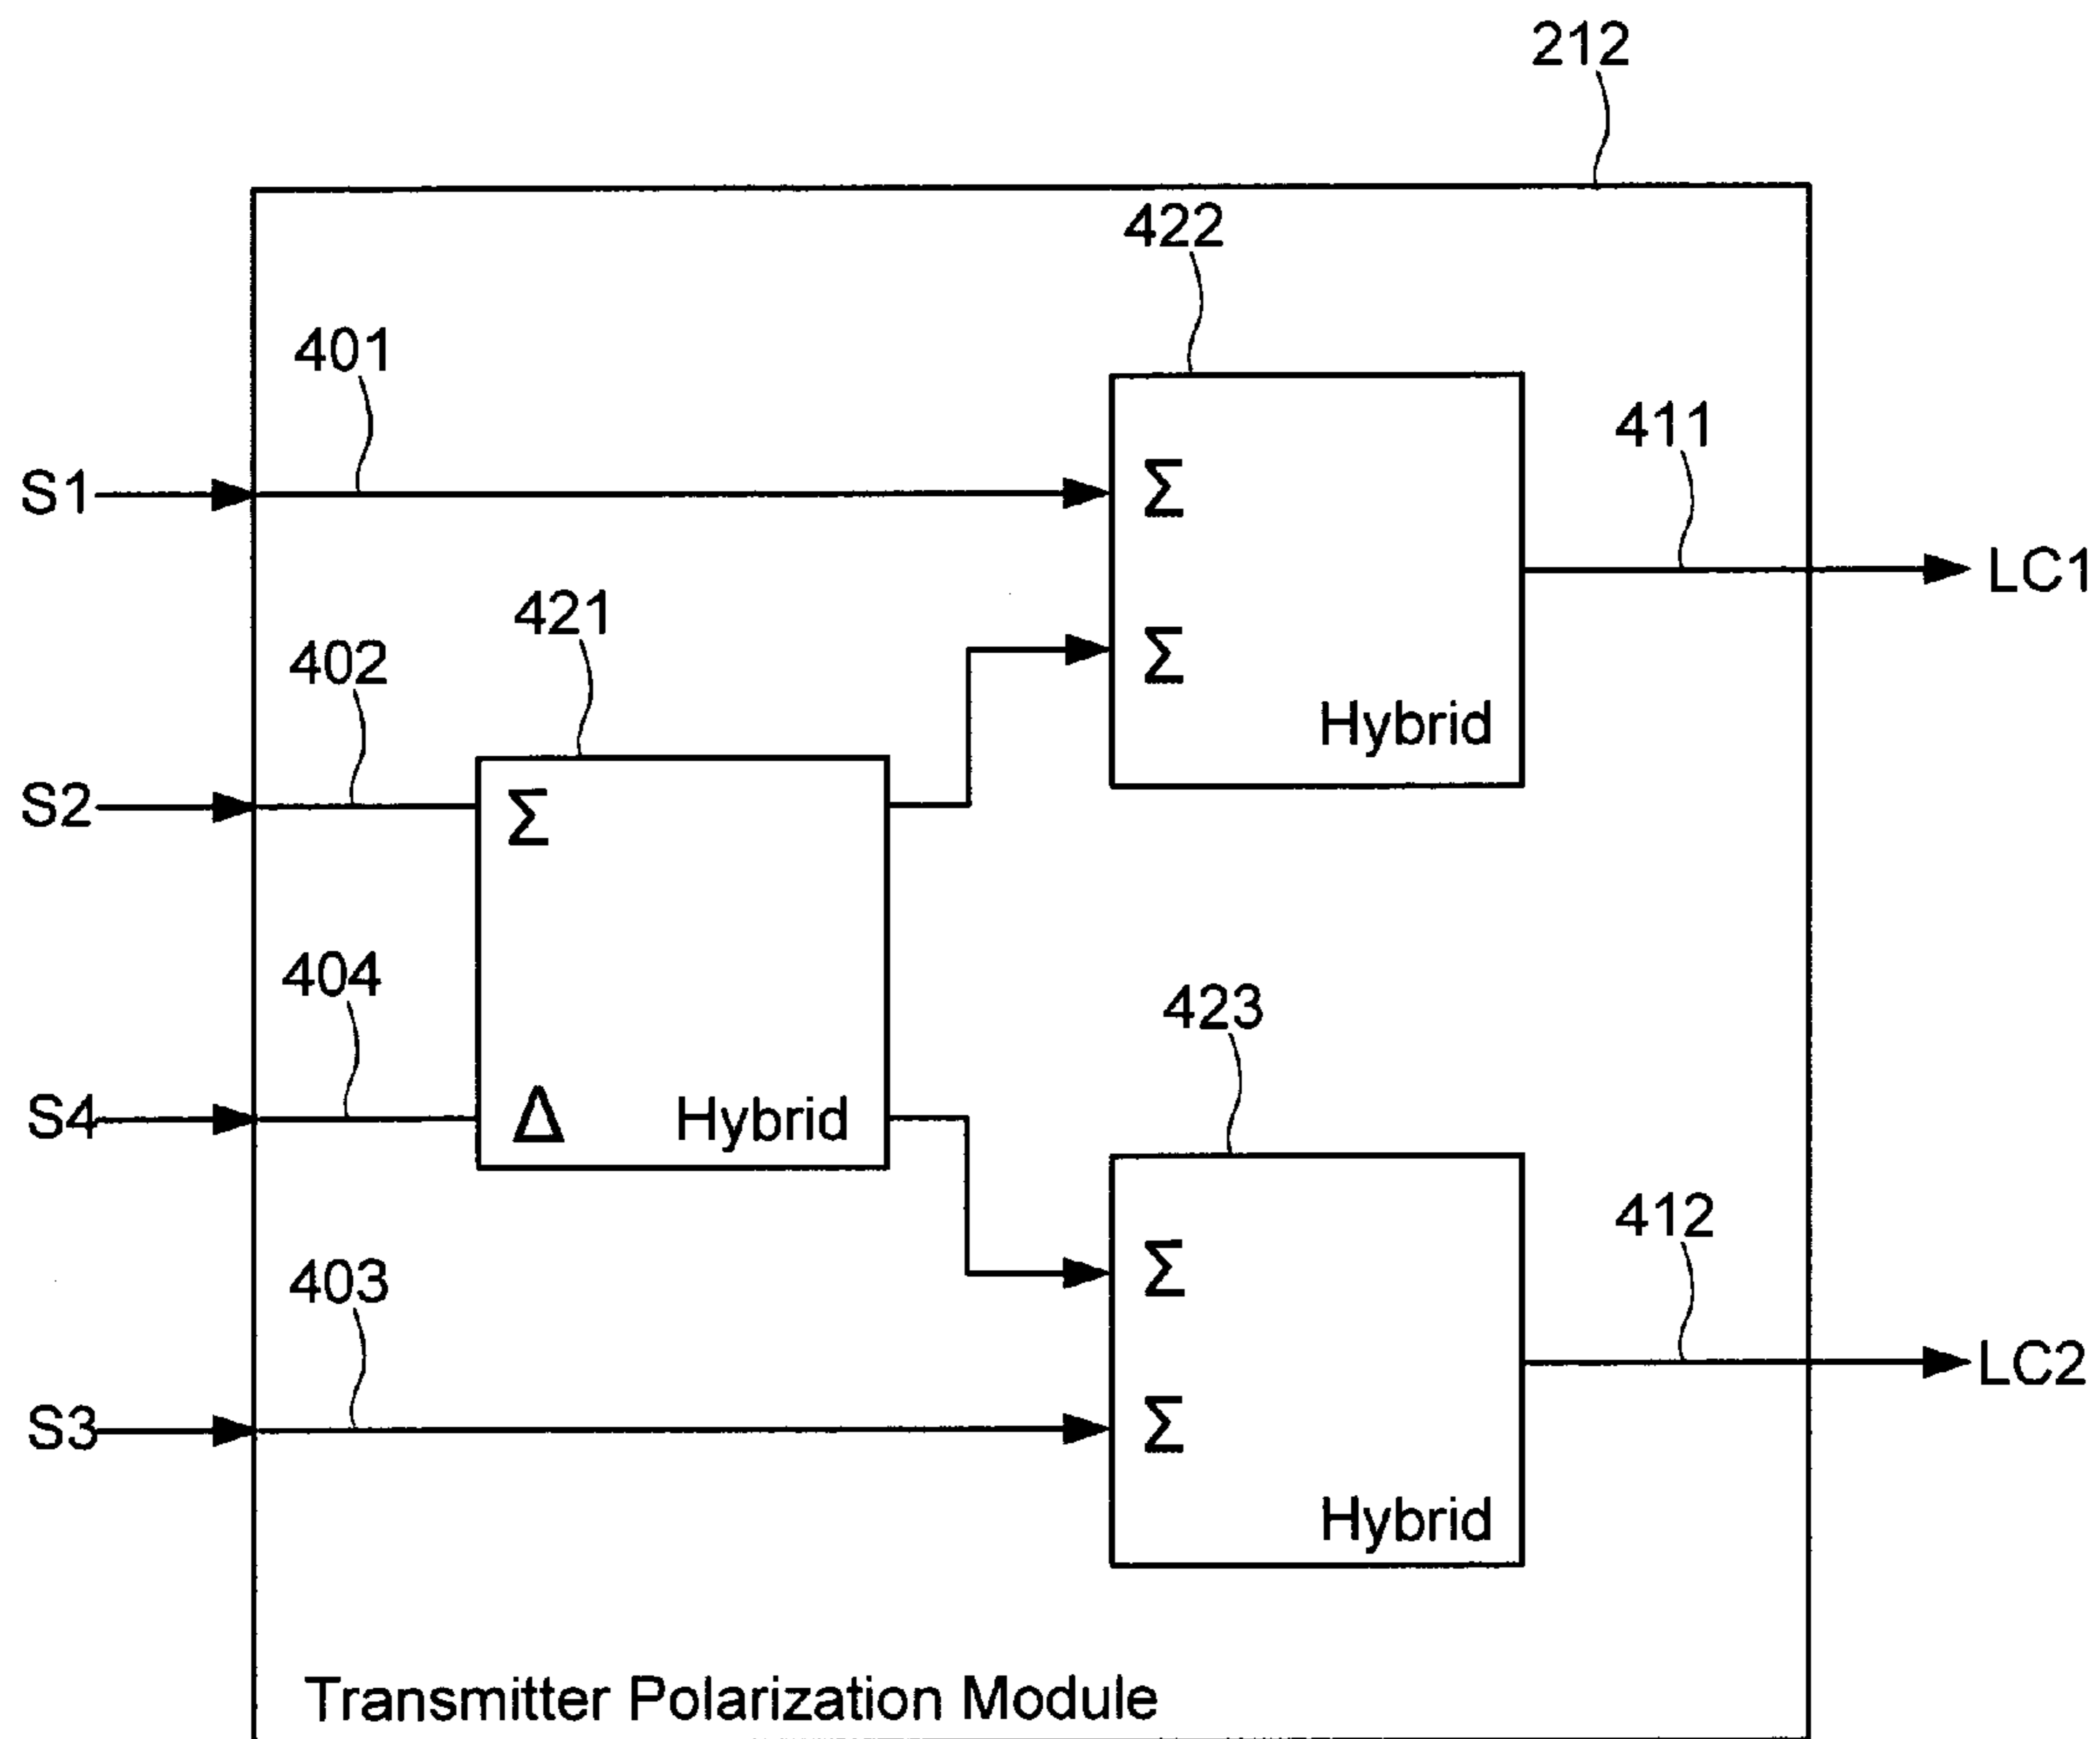 212
422
401
411
S1
Σ
LC1
421
402
Σ
Hybrid
S2
Σ
404
423
S4
Δ
Hybrid
412
403
Σ
LC2
S3
Σ
Hybrid
Transmitter Polarization Module